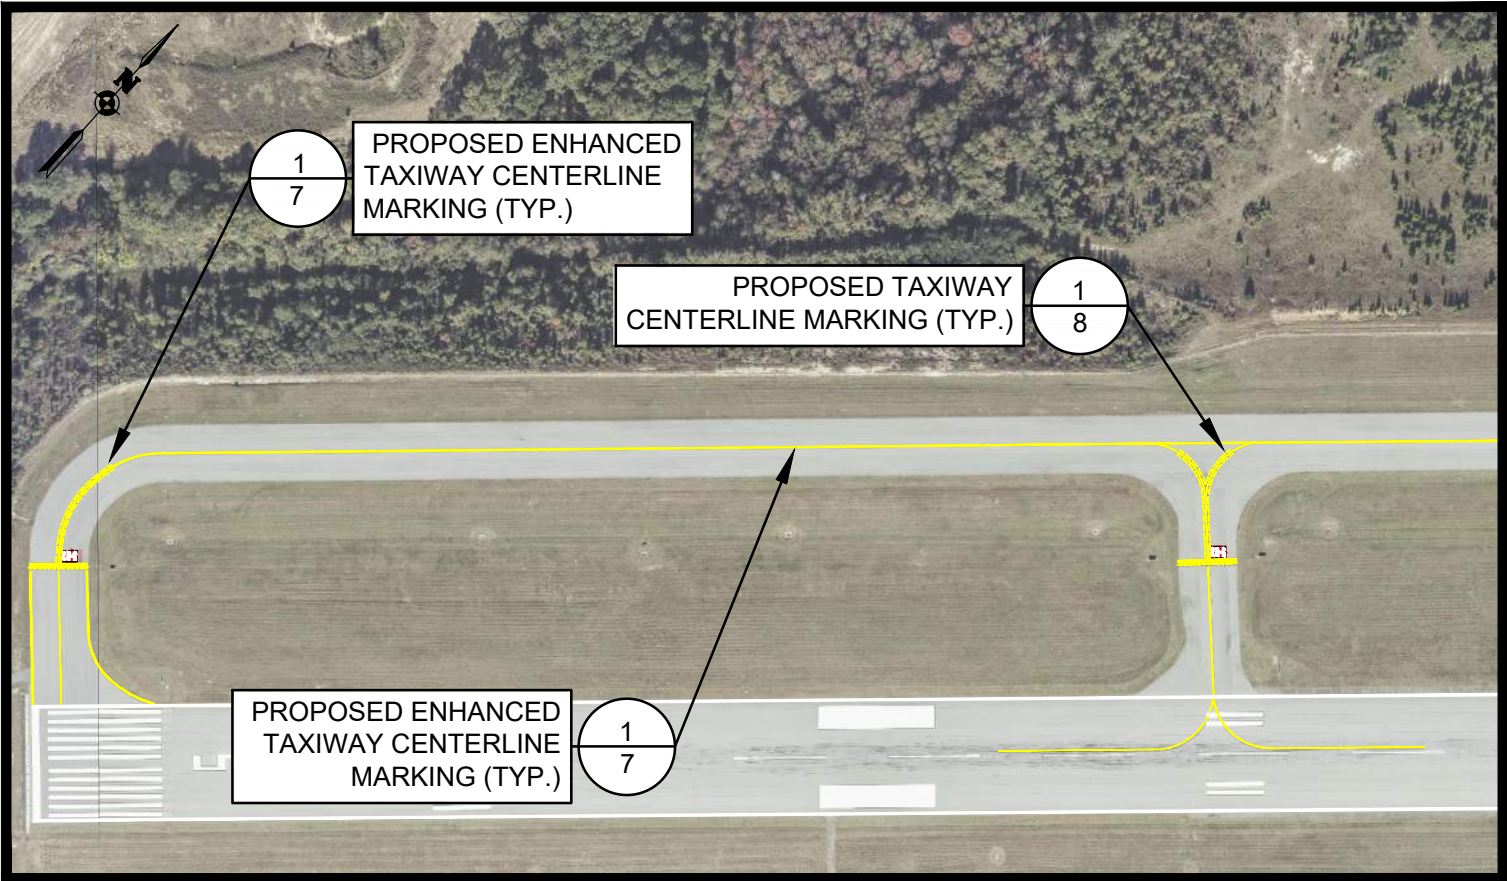 N
1
7
PROPOSED ENHANCED
TAXIWAY CENTERLINE
MARKING (TYP.)
PROPOSED TAXIWAY
CENTERLINE MARKING (TYP.)
1
8
PROPOSED ENHANCED
TAXIWAY CENTERLINE
MARKING (TYP.)
1
7